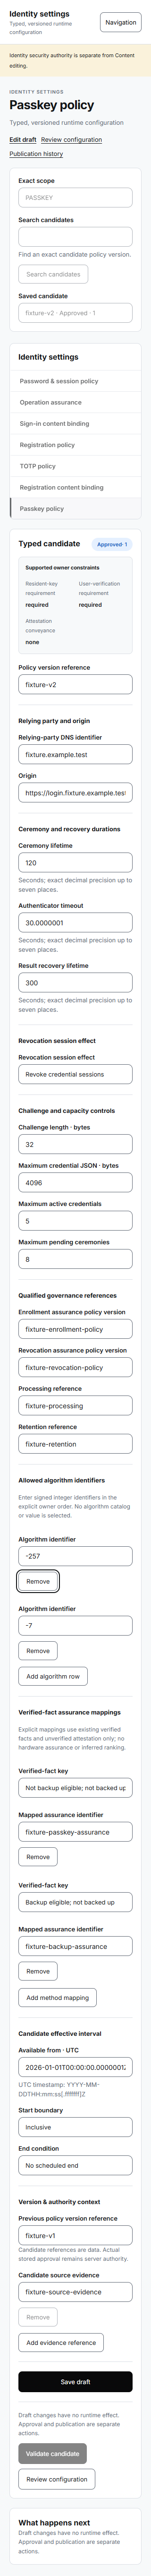 Identity settings
Typed, versioned runtime
configuration
Navigation
Identity security authority is separate from Content
editing.
IDENTITY SETTINGS
Passkey policy
Typed, versioned runtime configuration
Edit draft Review configuration
Publication history
Exact scope
PASSKEY
Search candidates
Find an exact candidate policy version.
Search candidates
Saved candidate
fixture-v2 · Approved · 1
Identity settings
Password & session policy
Operation assurance
Sign-in content binding
Registration policy
TOTP policy
Registration content binding
Passkey policy
Typed candidate
Approved· 1
Supported owner constraints
Resident-key
requirement
required
User-verification
requirement
required
Attestation
conveyance
none
Policy version reference
fixture-v2
Relying party and origin
Relying-party DNS identifier
fixture.example.test
Origin
https://login.fixture.example.test
Ceremony and recovery durations
Ceremony lifetime
120
Seconds; exact decimal precision up to
seven places.
Authenticator timeout
30.0000001
Seconds; exact decimal precision up to
seven places.
Result recovery lifetime
300
Seconds; exact decimal precision up to
seven places.
Revocation session effect
Revocation session effect
Revoke credential sessions
Challenge and capacity controls
Challenge length · bytes
32
Maximum credential JSON · bytes
4096
Maximum active credentials
5
Maximum pending ceremonies
8
Qualified governance references
Enrollment assurance policy version
fixture-enrollment-policy
Revocation assurance policy version
fixture-revocation-policy
Processing reference
fixture-processing
Retention reference
fixture-retention
Allowed algorithm identifiers
Enter signed integer identifiers in the
explicit owner order. No algorithm catalog
or value is selected.
Algorithm identifier
-257
Remove
Algorithm identifier
-7
Remove
Add algorithm row
Verified-fact assurance mappings
Explicit mappings use existing verified
facts and unverified attestation only; no
hardware assurance or inferred ranking.
Verified-fact key
Not backup eligible; not backed up
Mapped assurance identifier
fixture-passkey-assurance
Remove
Verified-fact key
Backup eligible; not backed up
Mapped assurance identifier
fixture-backup-assurance
Remove
Add method mapping
Candidate effective interval
Available from · UTC
2026-01-01T00:00:00.0000001Z
UTC timestamp: YYYY-MM-
DDTHH:mm:ss[.fffffff]Z
Start boundary
Inclusive
End condition
No scheduled end
Version & authority context
Previous policy version reference
fixture-v1
Candidate references are data. Actual
stored approval remains server authority.
Candidate source evidence
fixture-source-evidence
Remove
Add evidence reference
Save draft
Draft changes have no runtime effect.
Approval and publication are separate
actions.
Validate candidate
Review configuration
What happens next
Draft changes have no runtime effect.
Approval and publication are separate
actions.